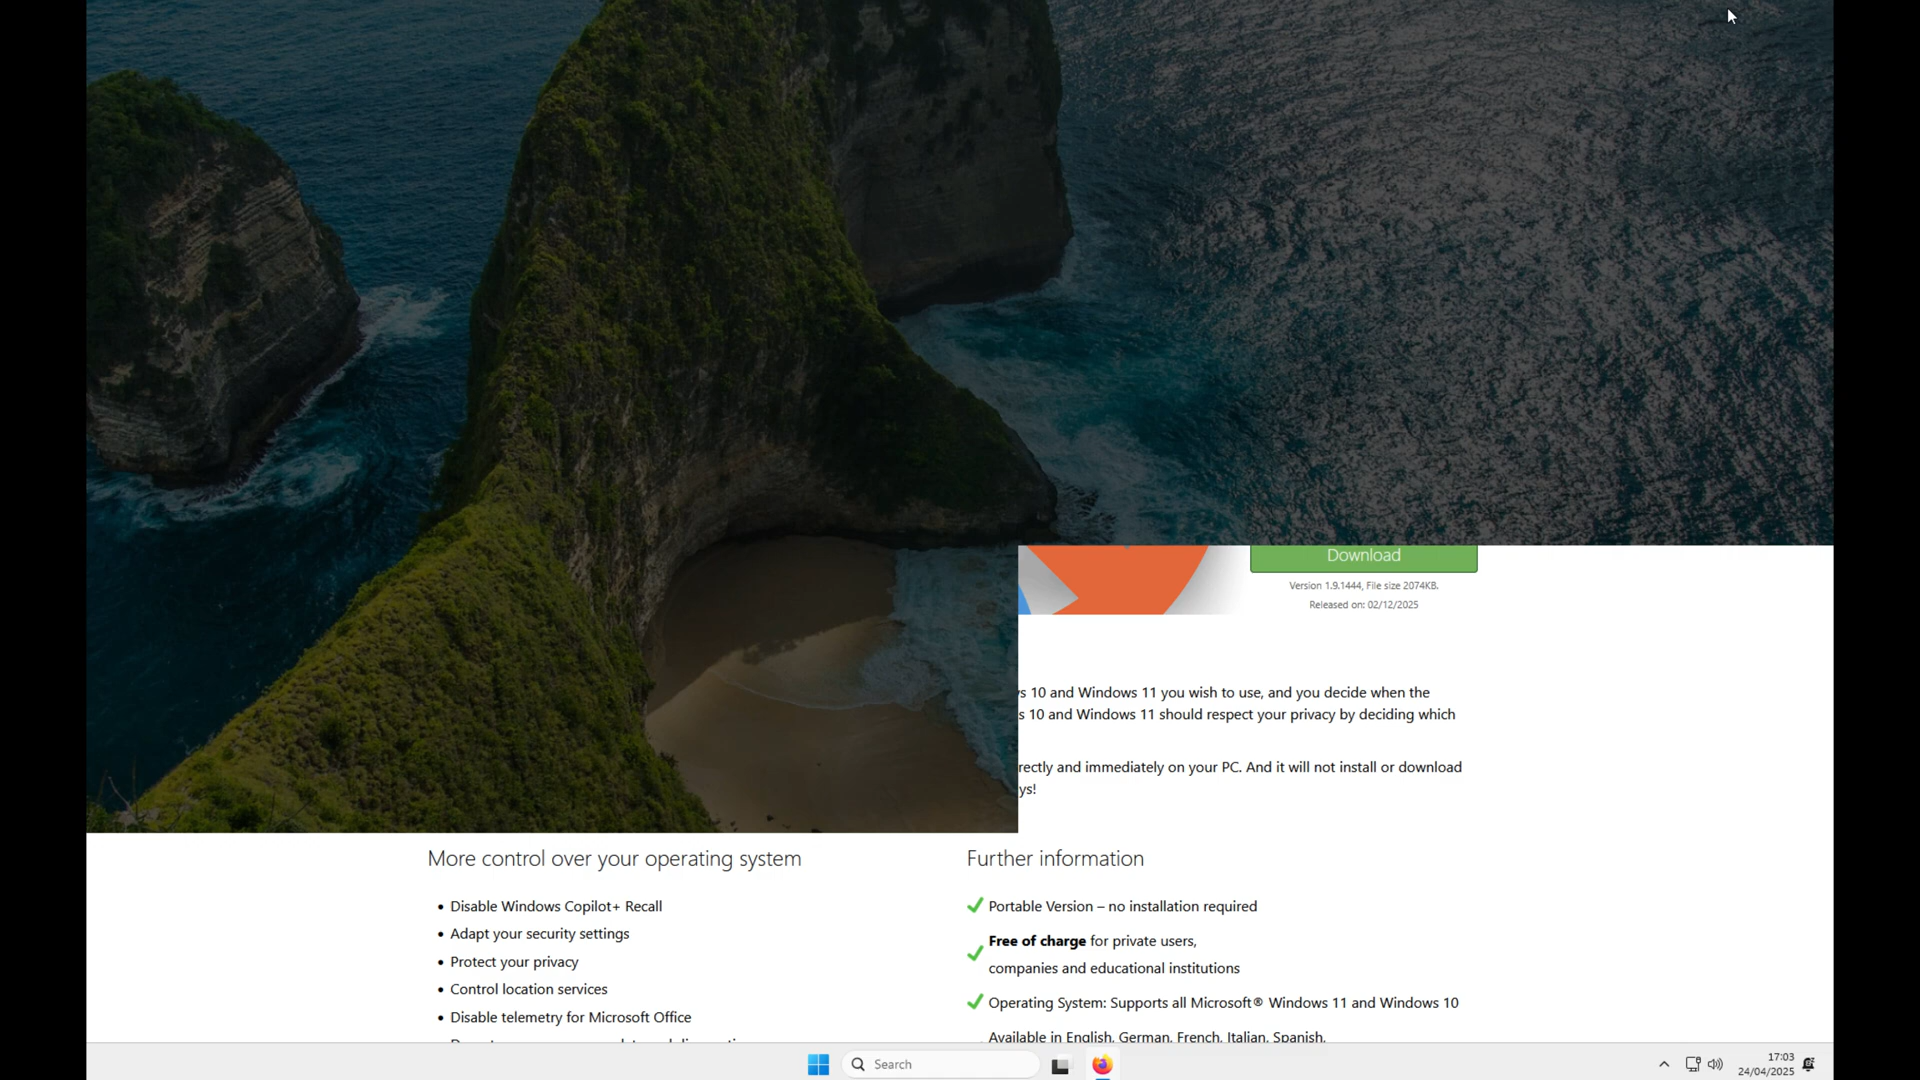 Download
Version 1.9.1444, File size 2074KB.
Released on: 02/12/2025
10 and Windows 11 you wish to use, and you decide when the
10 and Windows 11 should respect your privacy by deciding which
and immediately on your PC. And it will not install or download
More control over your operating system
• Disable Windows Copilot+ Recall
• Adapt your security settings
• Protect your privacy
• Control location services
• Disable telemetry for Microsoft Office
Further information
Portable Version – no installation required
Free of charge for private users,
companies and educational institutions
Operating System: Supports all Microsoft® Windows 11 and Windows 10
Available in English, German, French, Italian, Spanish,
Search
17:03
24/04/2025